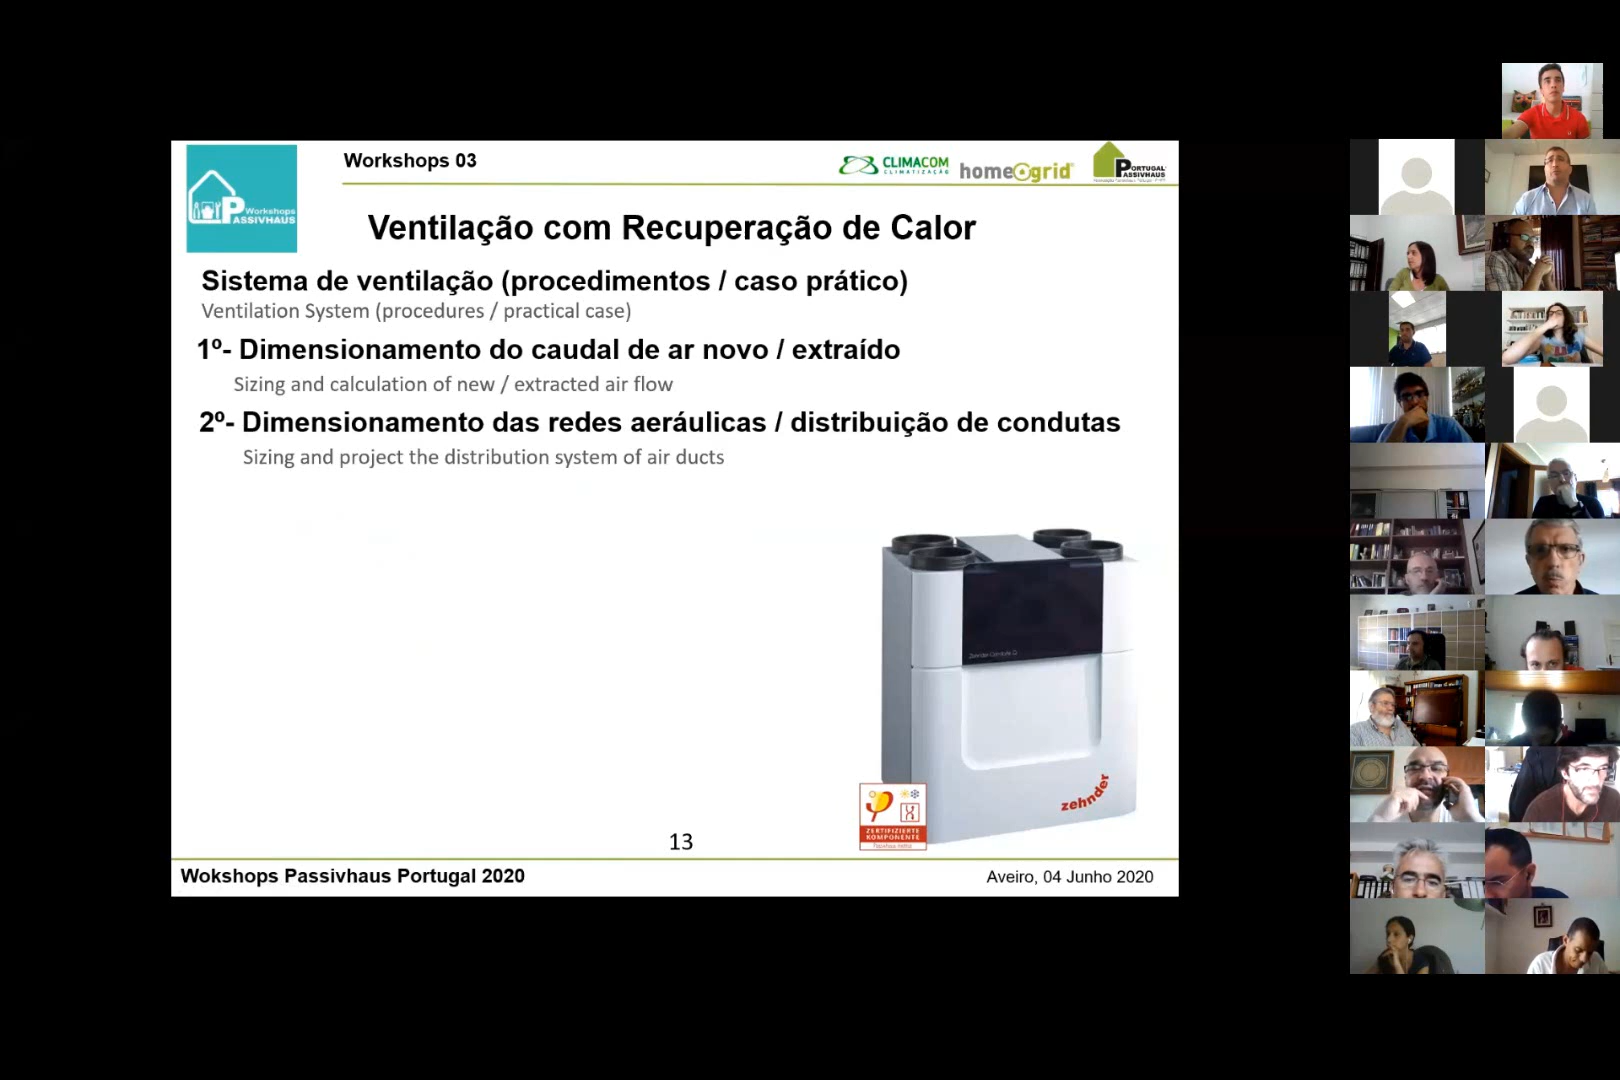 Workshops
PASSIVHAUS
Workshops 03
CLIMACOM
CLIMATIZAÇÃO
homegrid
PORTUGAL
PASSIVHAUS
Ventilação com Recuperação de Calor
Sistema de ventilação (procedimentos / caso prático)
Ventilation System (procedures / practical case)
1º- Dimensionamento do caudal de ar novo / extraído
Sizing and calculation of new / extracted air flow
2º- Dimensionamento das redes aeráulicas / distribuição de condutas
Sizing and project the distribution system of air ducts
zehnder
ZERTIFIZIERTE
KOMPONENTE
13
Wokshops Passivhaus Portugal 2020
Aveiro, 04 Junho 2020